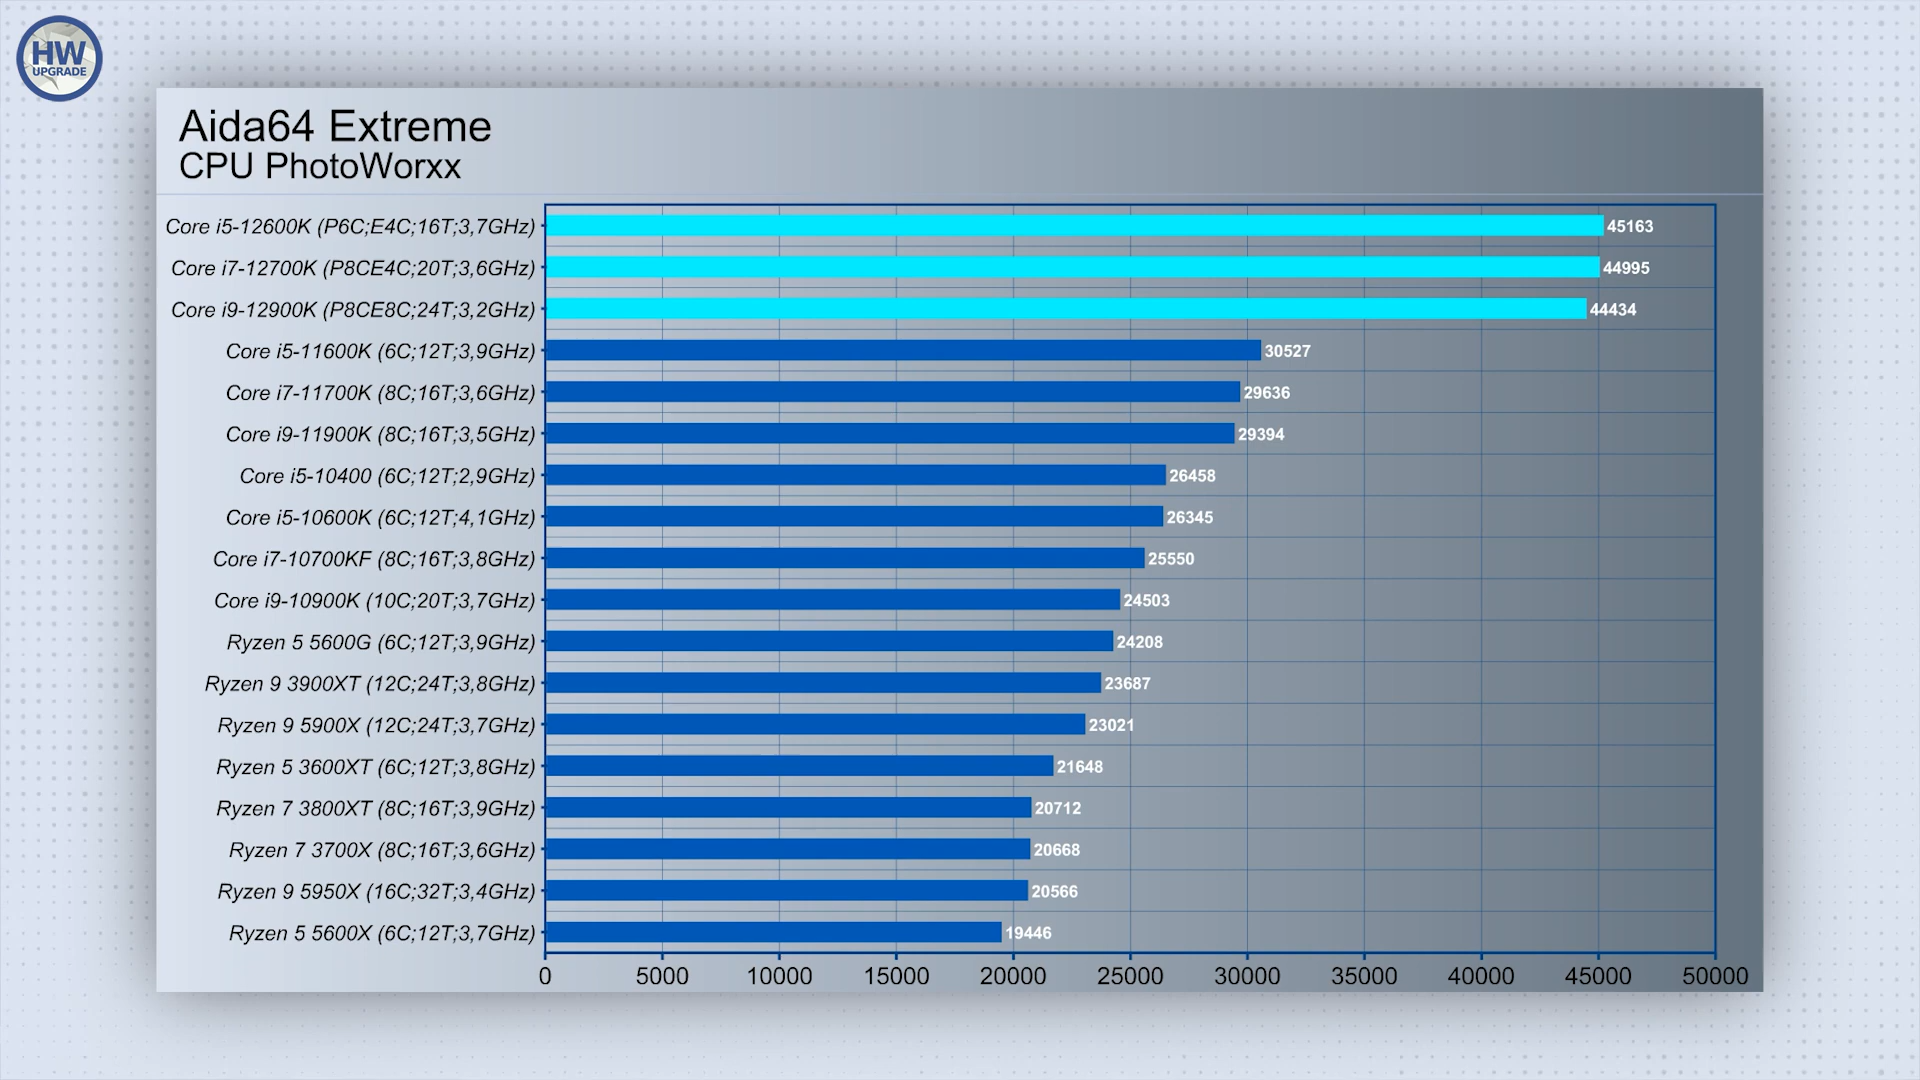 HW
UPGRADE
Aida64 Extreme
CPU PhotoWorxx
Core i5-12600K (P6C;E4C;16T;3,7GHz) 45163
Core i7-12700K (P8CE4C;20T;3,6GHz) 44995
Core i9-12900K (P8CE8C;24T;3,2GHz) 44434
Core i5-11600K (6C;12T;3,9GHz) 30527
Core i7-11700K (8C;16T;3,6GHz) 29636
Core i9-11900K (8C;16T;3,5GHz) 29394
Core i5-10400 (6C;12T;2,9GHz) 26458
Core i5-10600K (6C;12T;4,1GHz) 26345
Core i7-10700KF (8C;16T;3,8GHz) 25550
Core i9-10900K (10C;20T;3,7GHz) 24503
Ryzen 5 5600G (6C;12T;3,9GHz) 24208
Ryzen 9 3900XT (12C;24T;3,8GHz) 23687
Ryzen 9 5900X (12C;24T;3,7GHz) 23021
Ryzen 5 3600XT (6C;12T;3,8GHz) 21648
Ryzen 7 3800XT (8C;16T;3,9GHz) 20712
Ryzen 7 3700X (8C;16T;3,6GHz) 20668
Ryzen 9 5950X (16C;32T;3,4GHz) 20566
Ryzen 5 5600X (6C;12T;3,7GHz) 19446
0 5000 10000 15000 20000 25000 30000 35000 40000 45000 50000